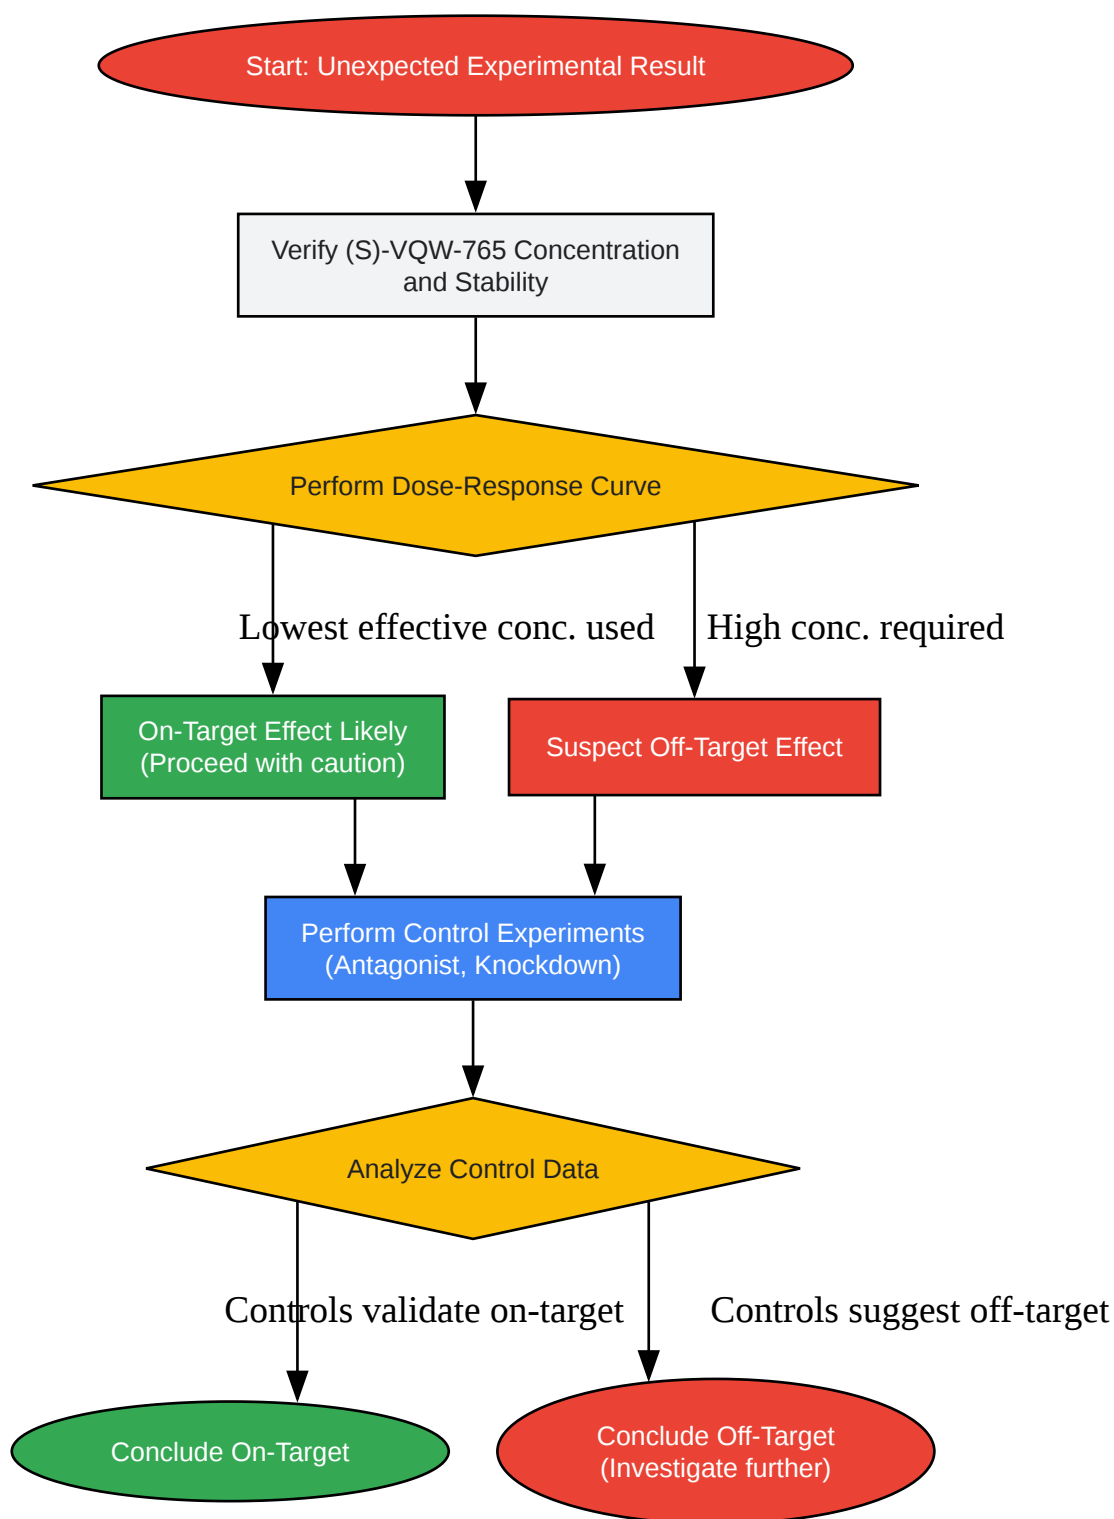 Start: Unexpected Experimental Result
Verify (S)-VQW-765 Concentration
and Stability
Perform Dose-Response Curve
Lowest effective conc. used
High conc. required
On-Target Effect Likely
(Proceed with caution)
Suspect Off-Target Effect
Perform Control Experiments
(Antagonist, Knockdown)
Analyze Control Data
Controls validate on-target
Controls suggest off-target
Conclude On-Target
Conclude Off-Target
(Investigate further)